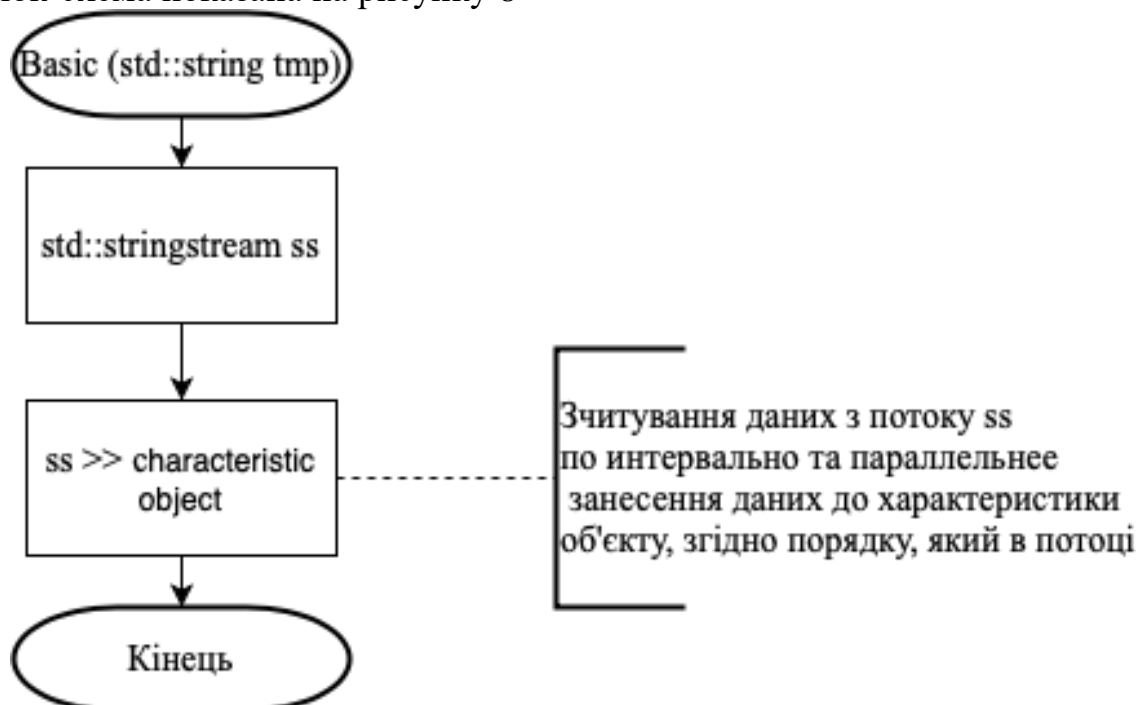 Basic (std::string tmp)
std::stringstream ss
ss >> characteristic
object
Зчитування даних з потоку ss
по интервально та параллельнее
занесення даних до характеристики
об'єкту, згідно порядку, який в потоці
Кінець